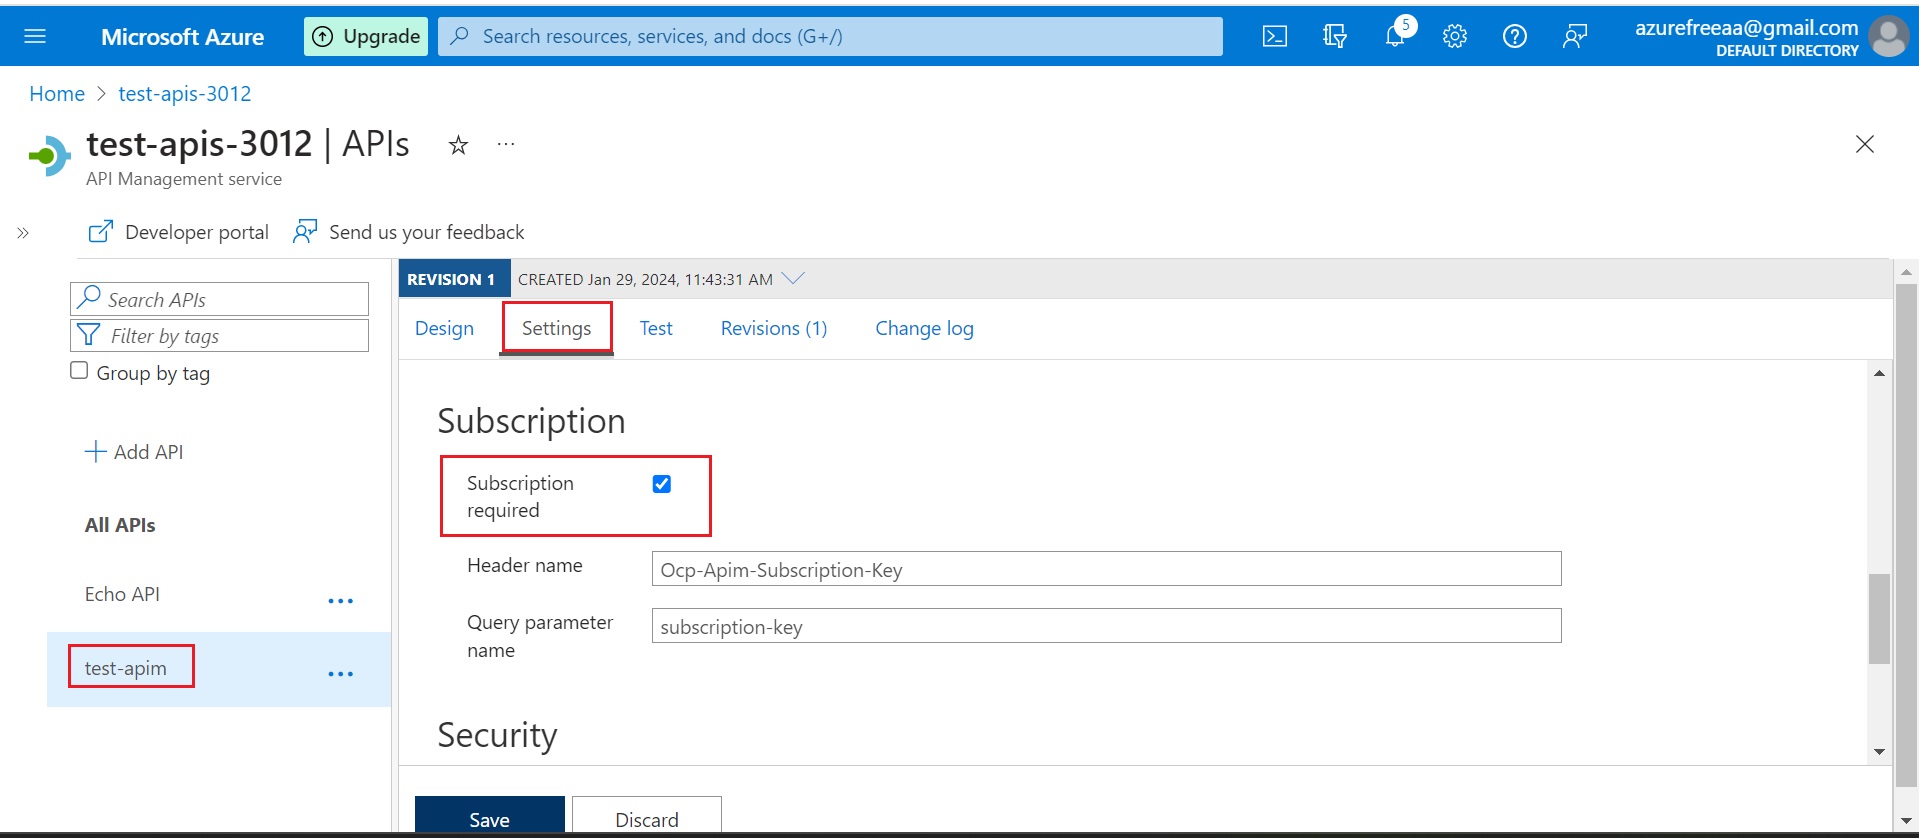 Microsoft Azure
Upgrade
Search resources, services, and docs (G+/)
5
azurefreeaa@gmail.com
DEFAULT DIRECTORY
Home > test-apis-3012
test-apis-3012 | APIs
API Management service
Developer portal
Send us your feedback
Search APIs
Filter by tags
Group by tag
Add API
All APIs
Echo API
test-apim
REVISION 1
CREATED Jan 29, 2024, 11:43:31 AM
Design
Settings
Test
Revisions (1)
Change log
Subscription
Subscription
required
Header name
Ocp-Apim-Subscription-Key
Query parameter
name
subscription-key
Security
Save
Discard